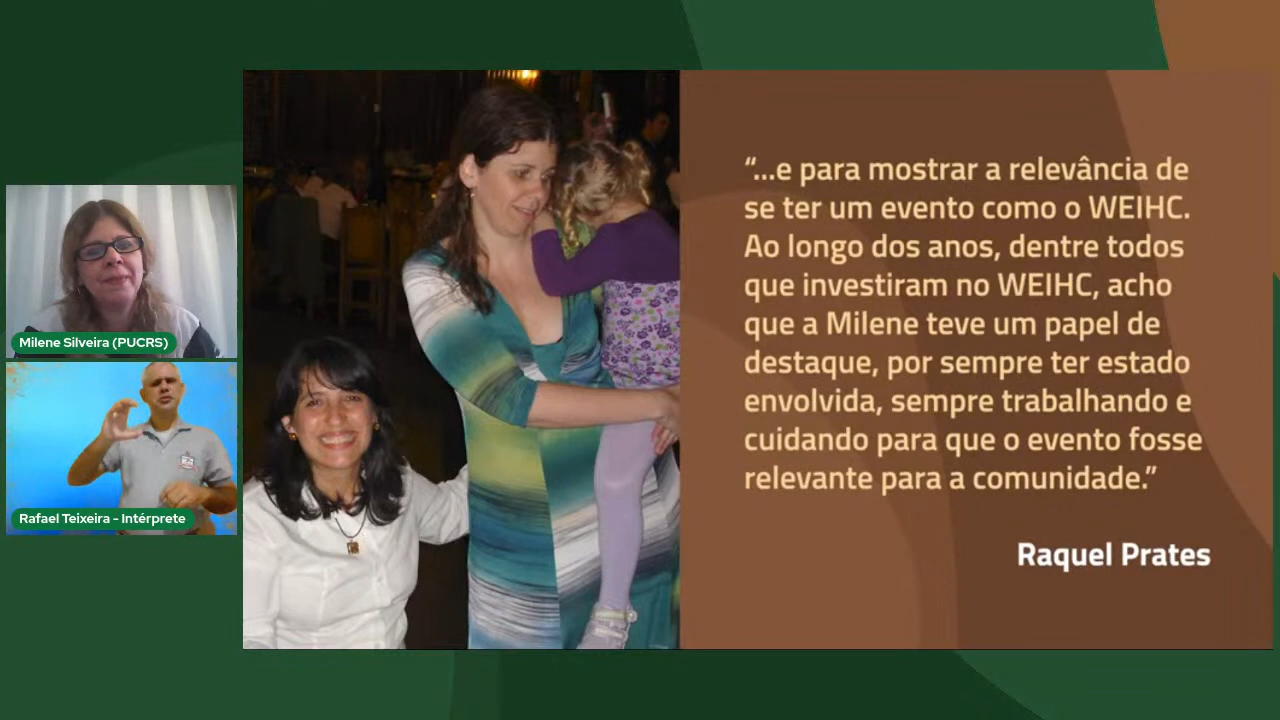 Milene Silveira (PUCRS)
Rafael Teixeira - Intérprete
“...e para mostrar a relevância de
se ter um evento como o WEIHC.
Ao longo dos anos, dentre todos
que investiram no WEIHC, acho
que a Milene teve um papel de
destaque, por sempre ter estado
envolvida, sempre trabalhando e
cuidando para que o evento fosse
relevante para a comunidade.”
Raquel Prates